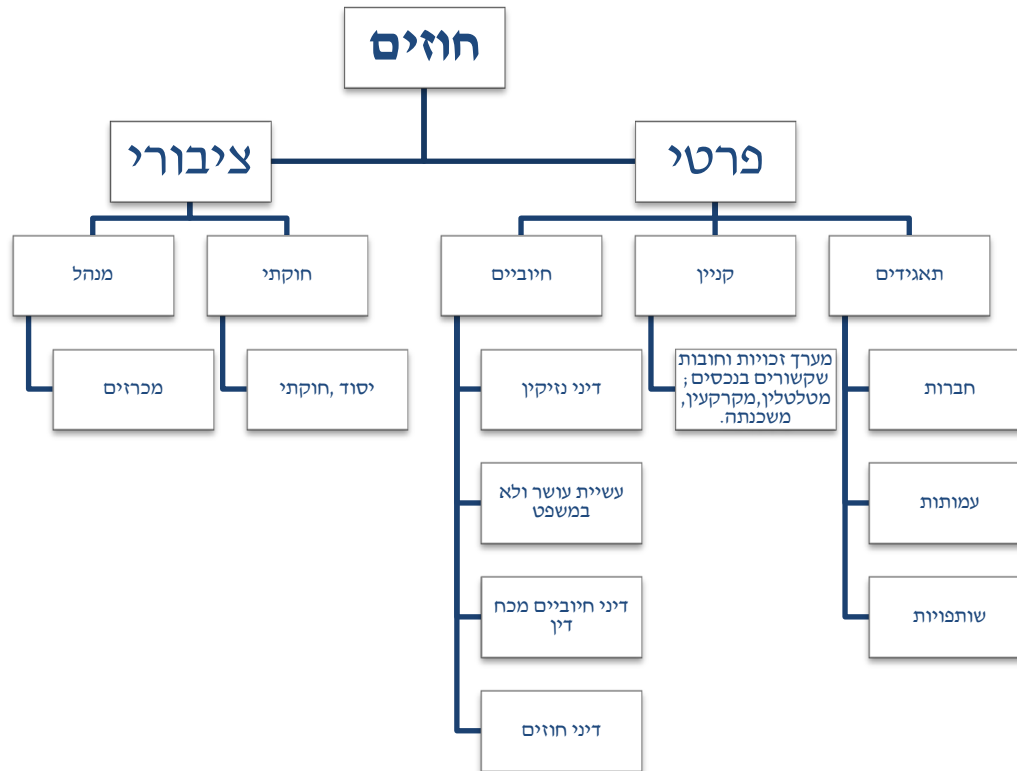 חוזים
פרטי
ציבורי
תאגידים
קניין
חיוביים
חוקתי
מנהל
חברות
מערך זכויות וחובות
שקשורים בנכסים ;
מטלטלין,מקרקעין,
משכנתה.
דיני נזיקין
יסוד ,חוקתי
מכרזים
עמותות
עשיית עושר ולא
במשפט
שותפויות
דיני חיוביים מכח
דין
דיני חוזים